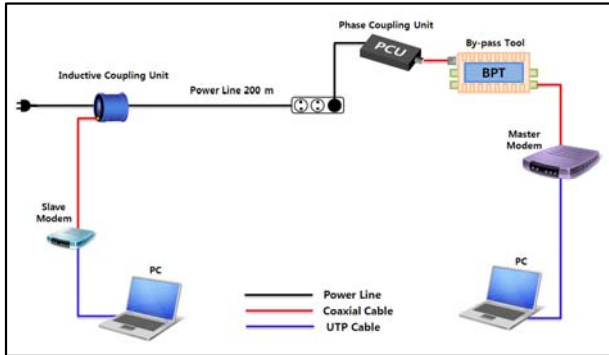 Phase Coupling Unit
PCU
By-pass Tool
BPT
Inductive Coupling Unit
Power Line 200 m
Master
Modem
Slave
Modem
PC
PC
Power Line
Coaxial Cable
UTP Cable